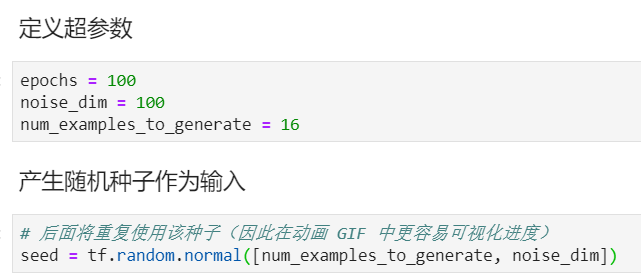 定义超参数
epochs = 100
noise_dim = 100
num_examples_to_generate = 16
产生随机种子作为输入
# 后面将重复使用该种子（因此在动画 GIF 中更容易可视化进度）
seed = tf.random.normal([num_examples_to_generate, noise_dim])